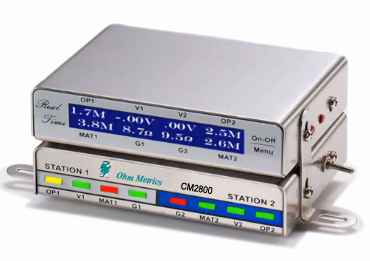 OP1 V1 V2 OP2
Real Time
1.7M -.00V .00V 2.5M
3.8M 8.7Ω 9.5Ω 2.6M
On-Off
Menu
MAT1 G1 G2 MAT2
STATION 1 Ohm Metrics CM2800 STATION 2
OP1 V1 MAT1 G1 G2 MAT2 V2 OP2